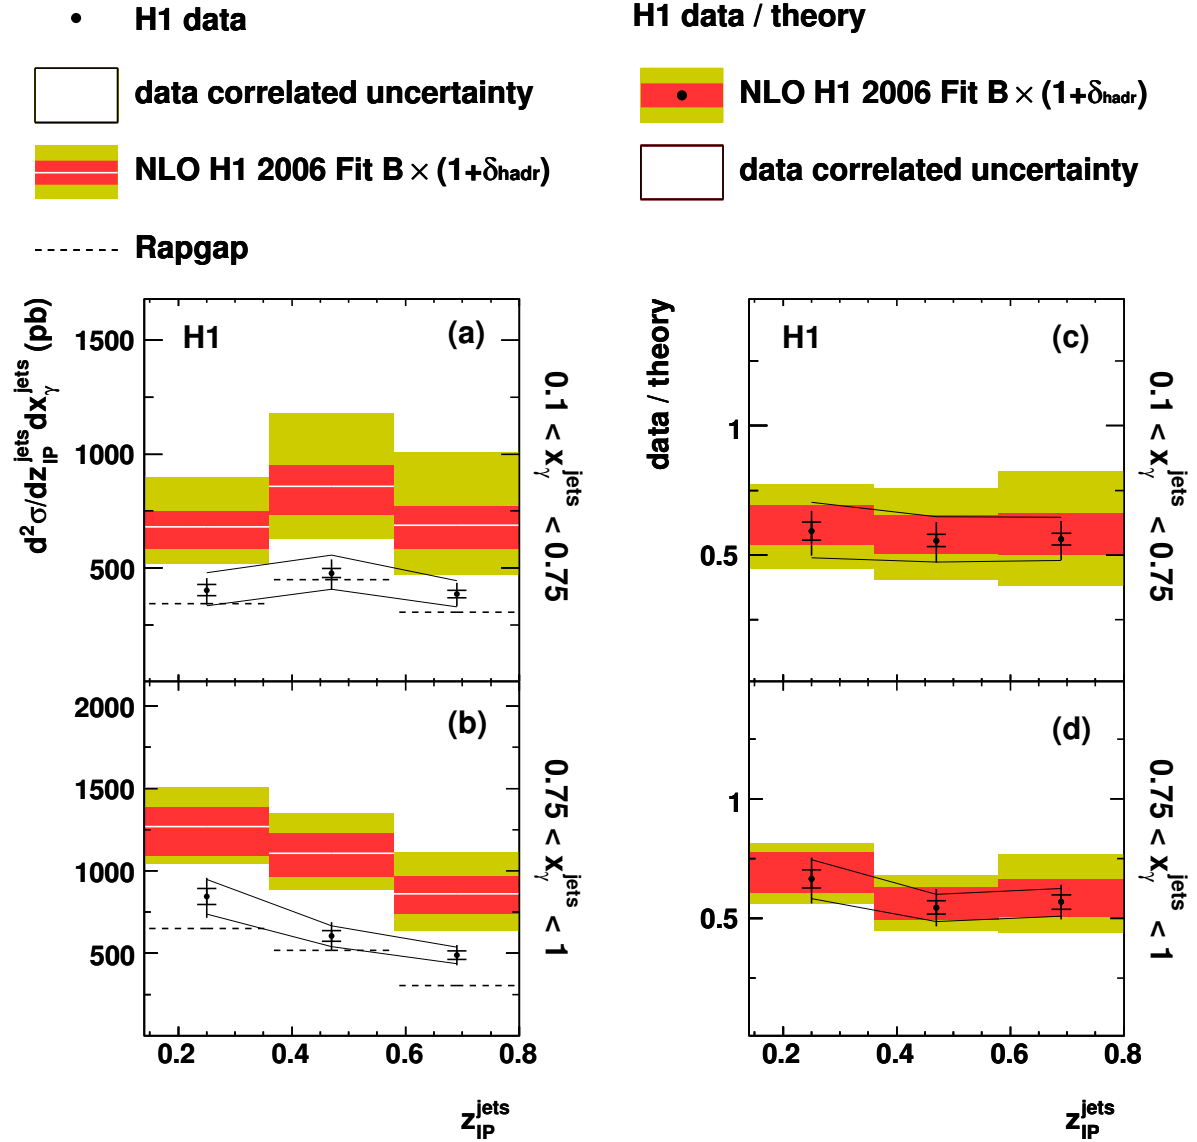 H1 data
data correlated uncertainty
NLO H1 2006 Fit B × (1+δhadr)
Rapgap
H1 data / theory
NLO H1 2006 Fit B × (1+δhadr)
data correlated uncertainty
d²σ/dz_IP^jets dx_γ^jets (pb)
H1
(a)
1500
1000
500
0.1 < x_γ^jets < 0.75
(b)
2000
1500
1000
500
0.75 < x_γ^jets < 1
0.2 0.4 0.6 0.8
z_IP^jets
data / theory
H1
(c)
1
0.5
0.1 < x_γ^jets < 0.75
(d)
1
0.5
0.75 < x_γ^jets < 1
0.2 0.4 0.6 0.8
z_IP^jets